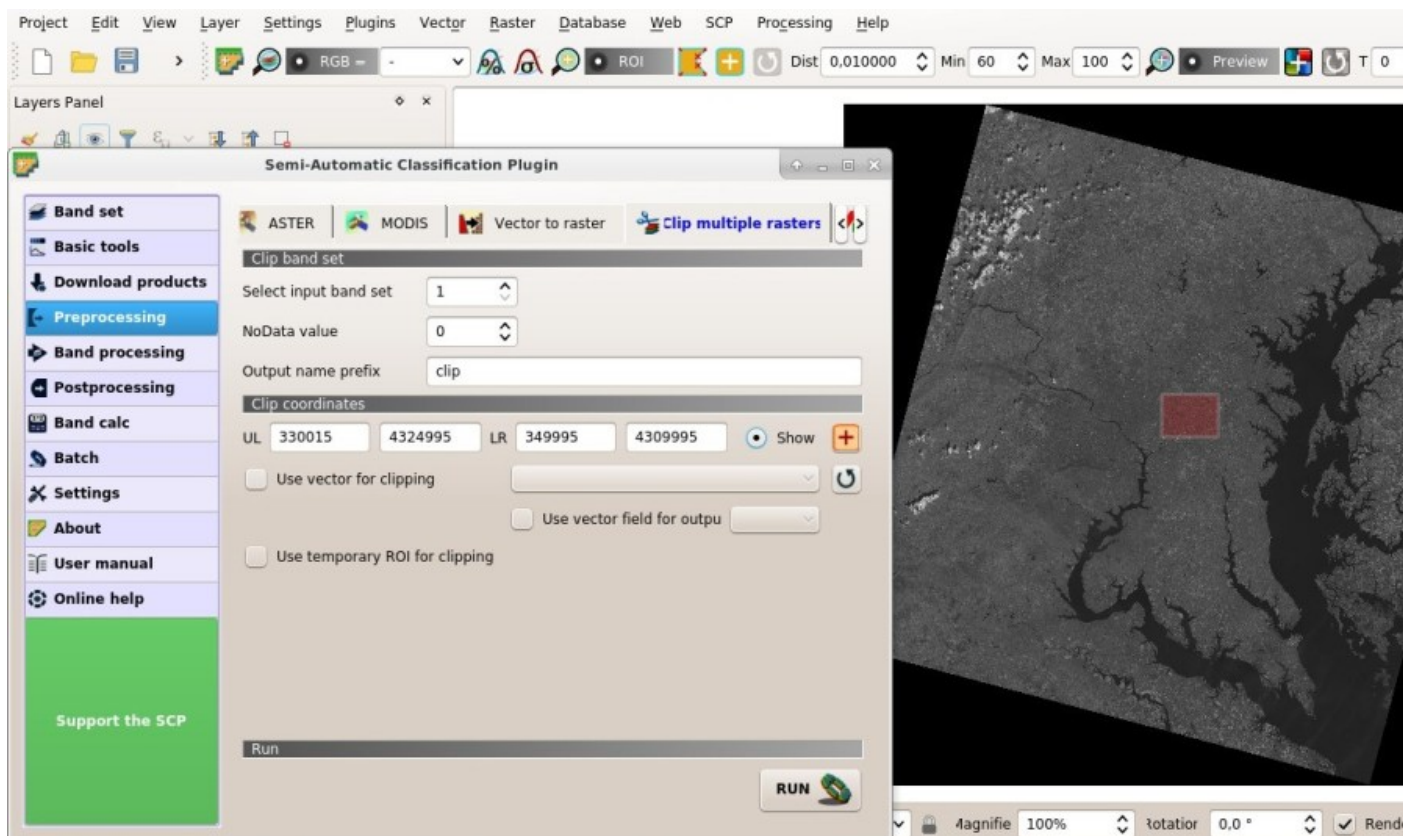 Project Edit View Layer Settings Plugins Vector Raster Database Web SCP Processing Help
RGB = - ROI Dist 0,010000 Min 60 Max 100 Preview T 0
Layers Panel
Semi-Automatic Classification Plugin
Band set
Basic tools
Download products
Preprocessing
Band processing
Postprocessing
Band calc
Batch
Settings
About
User manual
Online help
Support the SCP
ASTER MODIS Vector to raster Clip multiple rasters
Clip band set
Select input band set 1
NoData value 0
Output name prefix clip
Clip coordinates
UL 330015 4324995 LR 349995 4309995 Show
Use vector for clipping
Use vector field for outpu
Use temporary ROI for clipping
Run
RUN
agnifie 100% otatior 0,0 ° Rend